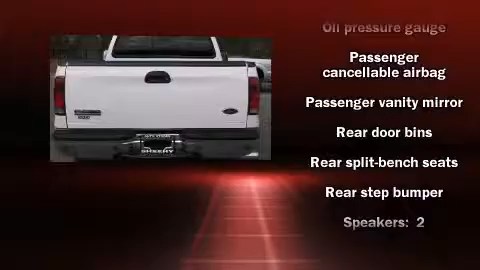 Oil pressure gauge
Passenger
cancellable airbag
Passenger vanity mirror
Rear door bins
Rear split-bench seats
Rear step bumper
Speakers: 2
SHEEHY